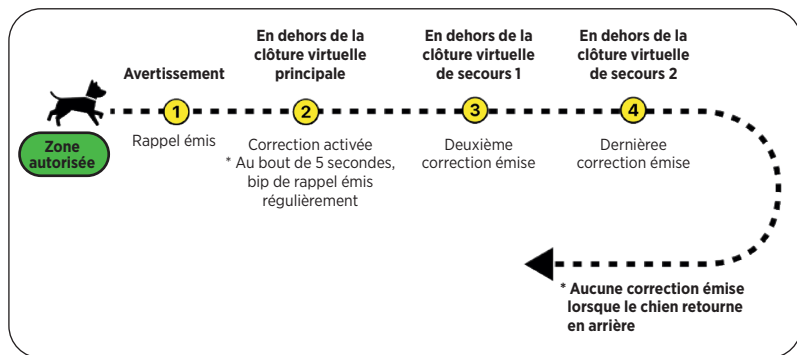 Avertissement
En dehors de la
clôture virtuelle
principale
En dehors de la
clôture virtuelle
de secours 1
En dehors de la
clôture virtuelle
de secours 2
Zone
autorisée
1
2
3
4
Rappel émis
Correction activée
* Au bout de 5 secondes,
bip de rappel émis
régulièrement
Deuxième
correction émise
Dernièree
correction émise
* Aucune correction émise
lorsque le chien retourne
en arrière